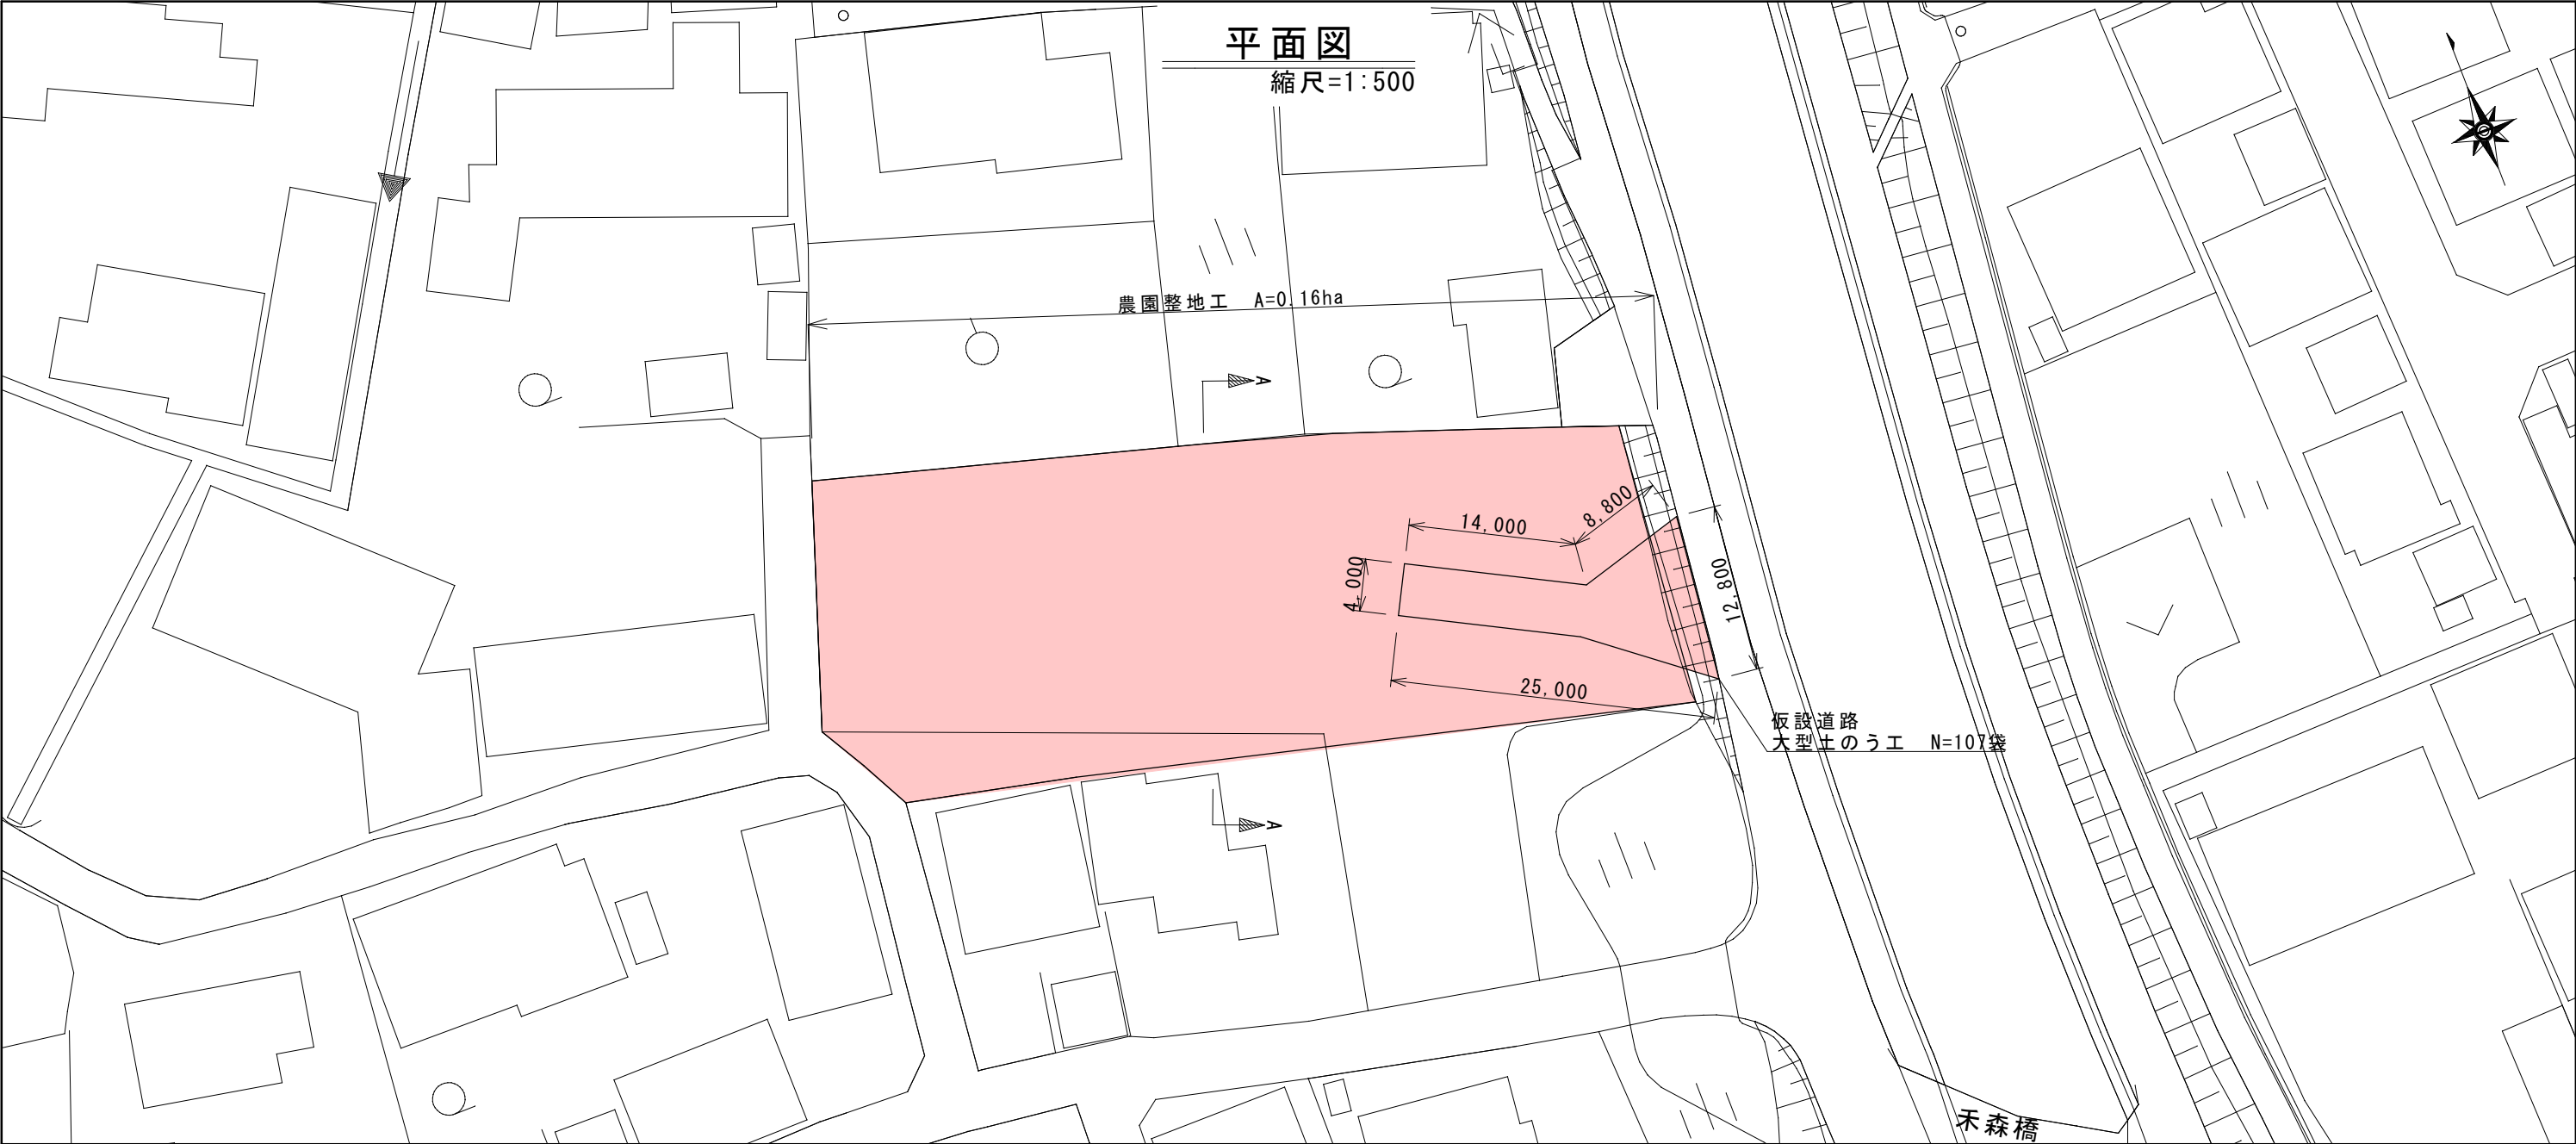 平面図
縮尺=1:500
農園整地工 A=0.16ha
A
14,000
8,800
4,000
12,800
25,000
仮設道路
大型土のう工 N=107袋
A
禾森橋